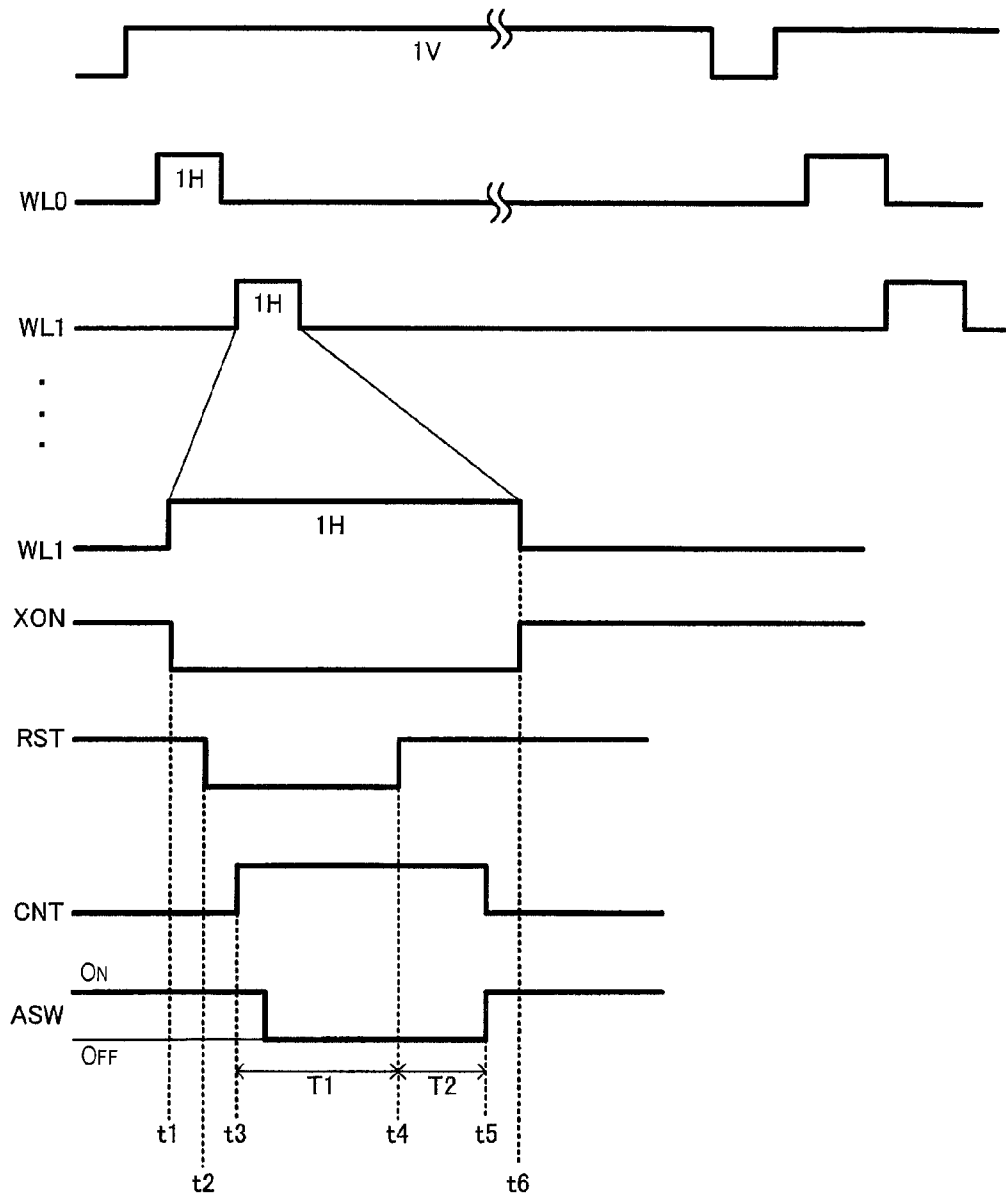 1V
1H
WL0
1H
WL1
1H
WL1
XON
RST
CNT
ON
ASW
OFF
T1 T2
t1 t3 t4 t5
t2 t6